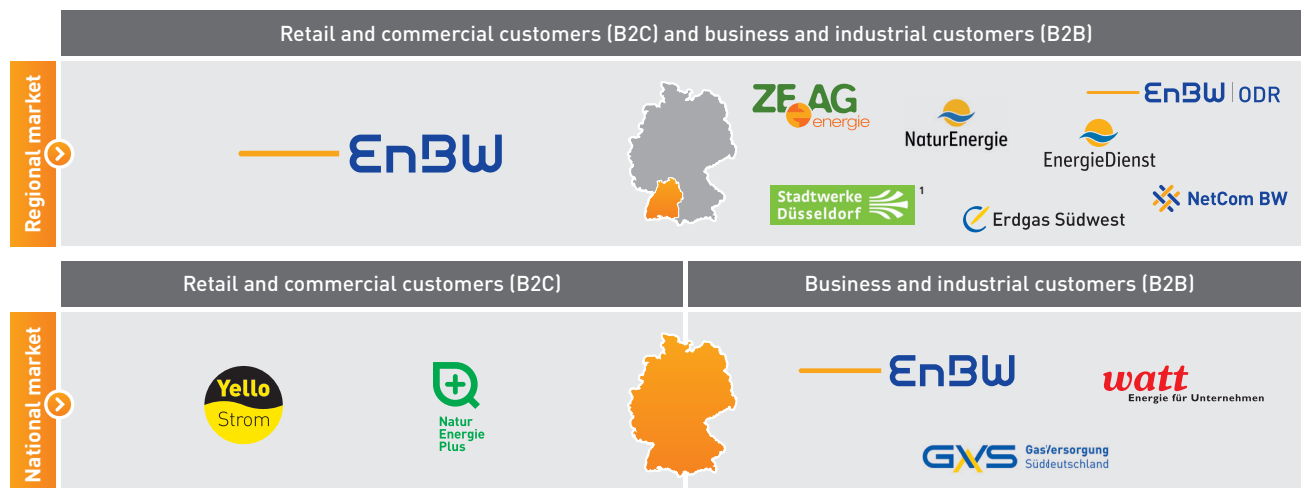 Retail and commercial customers (B2C) and business and industrial customers (B2B)
Regional market
EnBW
ZEAG
energie
NaturEnergie
EnBW | ODR
EnergieDienst
Stadtwerke
Düsseldorf
1
Erdgas Südwest
NetCom BW
Retail and commercial customers (B2C)
Business and industrial customers (B2B)
National market
Yello
Strom
Natur
Energie
Plus
EnBW
watt
Energie für Unternehmen
GVS
GasVersorgung
Süddeutschland